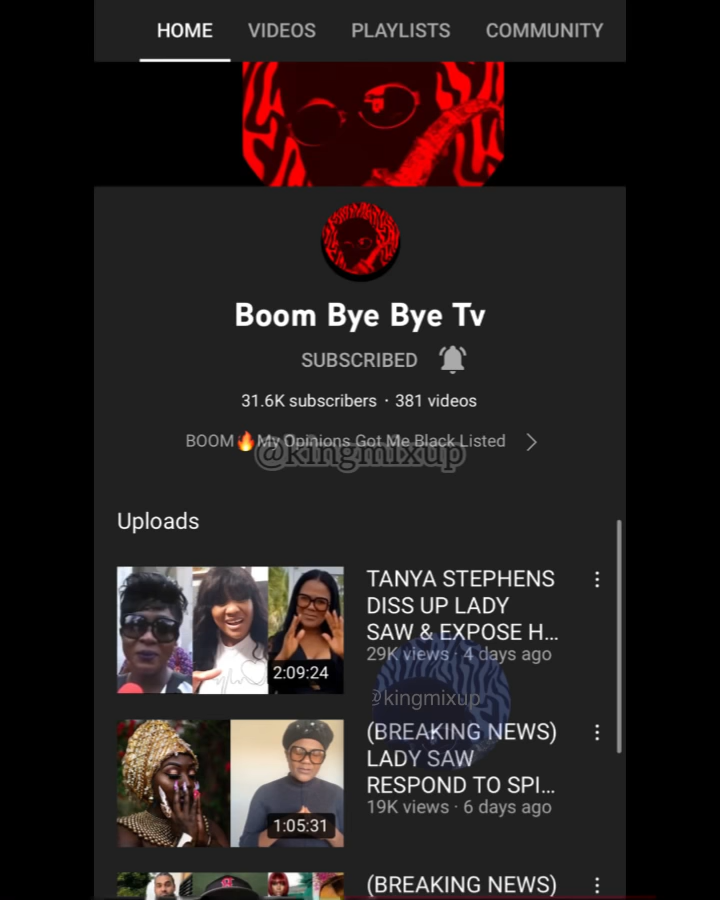 HOME VIDEOS PLAYLISTS COMMUNITY
Boom Bye Bye Tv
SUBSCRIBED
31.6K subscribers · 381 videos
BOOM🔥My Opinions Got Me Black Listed
@kingmixup
Uploads
TANYA STEPHENS
DISS UP LADY
SAW & EXPOSE H...
29K views · 4 days ago
2:09:24
@kingmixup
(BREAKING NEWS)
LADY SAW
RESPOND TO SPI...
19K views · 6 days ago
1:05:31
(BREAKING NEWS)